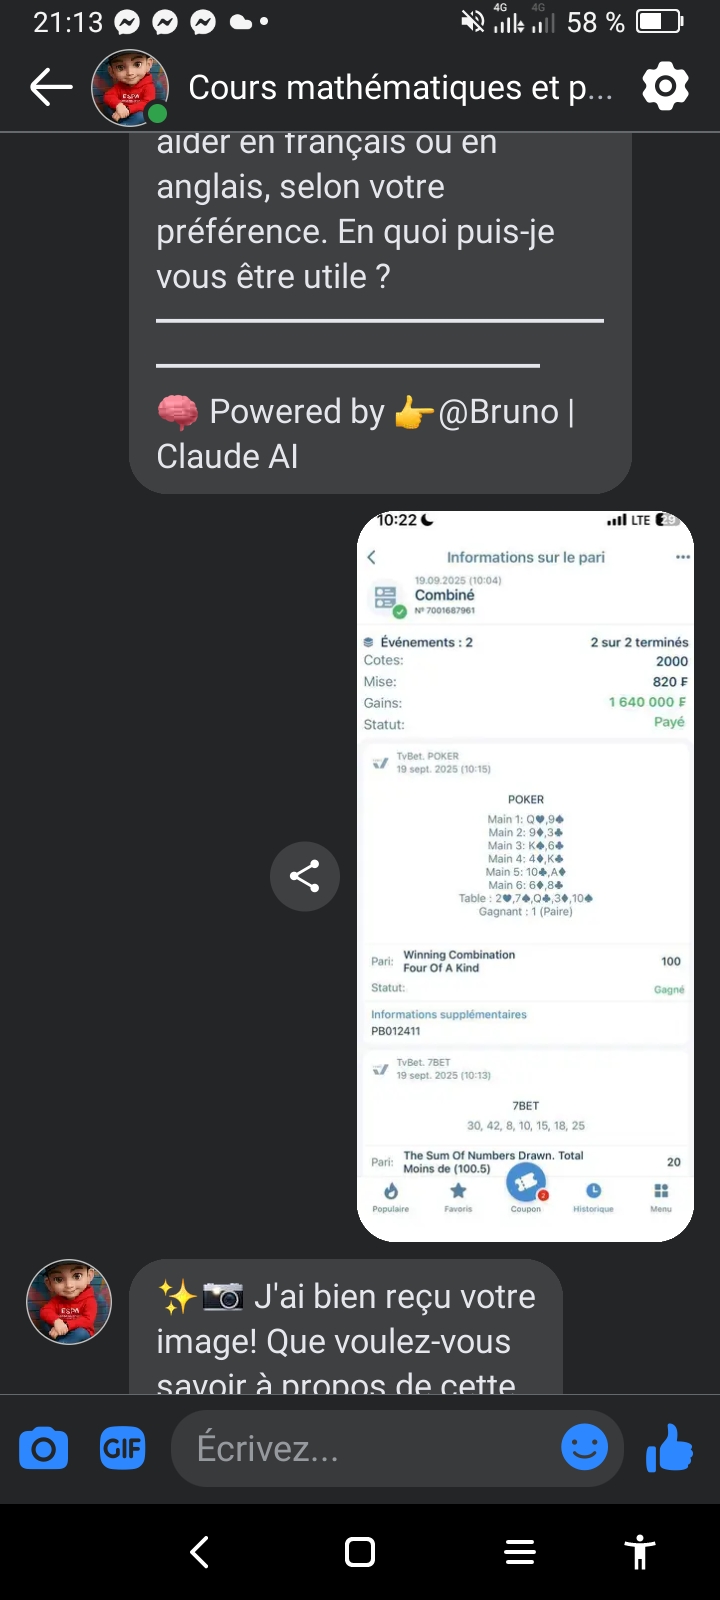 21:13
4G 4G 58 %
Cours mathématiques et p...
aider en français ou en
anglais, selon votre
préférence. En quoi puis-je
vous être utile ?
🧠 Powered by 👉@Bruno |
Claude AI
10:22 LTE 29
Informations sur le pari
19.09.2025 (10:04)
Combiné
Nº 7001687961
Événements : 2 2 sur 2 terminés
Cotes: 2000
Mise: 820 ₣
Gains: 1 640 000 ₣
Statut: Payé
TvBet. POKER
19 sept. 2025 (10:15)
POKER
Main 1: Q♥,9♠
Main 2: 9♦,3♣
Main 3: K♠,6♣
Main 4: 4♦,K♣
Main 5: 10♣,A♦
Main 6: 6♦,8♣
Table : 2♥,7♠,Q♣,3♦,10♠
Gagnant : 1 (Paire)
Pari: Winning Combination 100
Four Of A Kind
Statut: Gagné
Informations supplémentaires
PB012411
TvBet. 7BET
19 sept. 2025 (10:13)
7BET
30, 42, 8, 10, 15, 18, 25
Pari: The Sum Of Numbers Drawn. Total 20
Moins de (100.5)
2
Populaire Favoris Coupon Historique Menu
ESPA
✨📷 J'ai bien reçu votre
image! Que voulez-vous
savoir à propos de cette
GIF Écrivez...